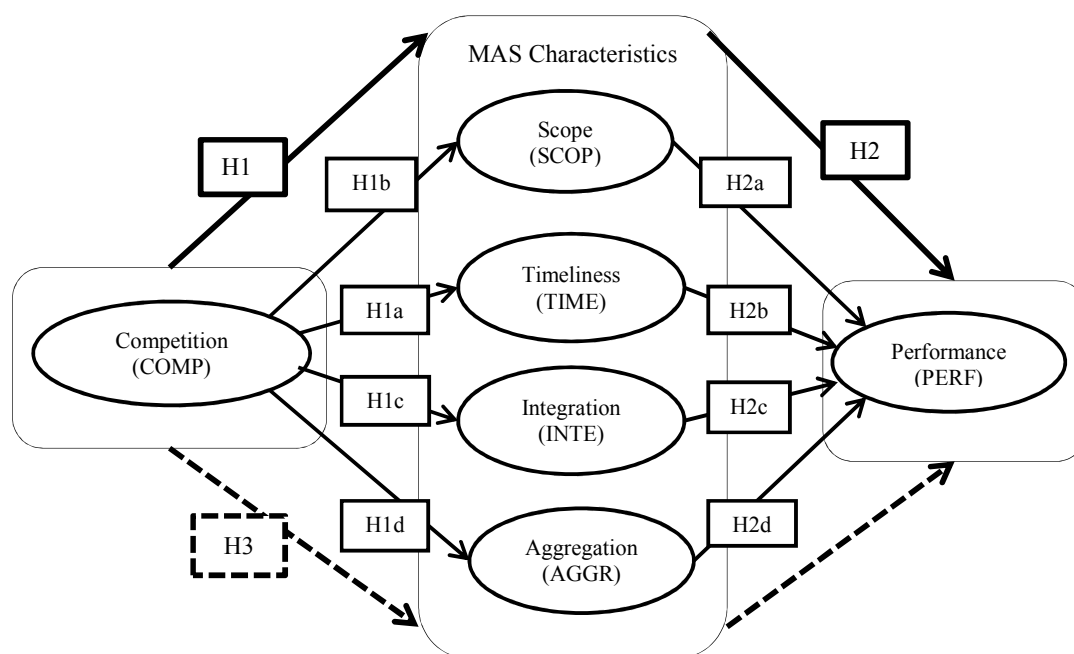 MAS Characteristics
Scope
(SCOP)
H1
H2
H1b
H2a
Timeliness
(TIME)
H1a
H2b
Competition
(COMP)
Performance
(PERF)
H1c
Integration
(INTE)
H2c
H1d
H2d
H3
Aggregation
(AGGR)